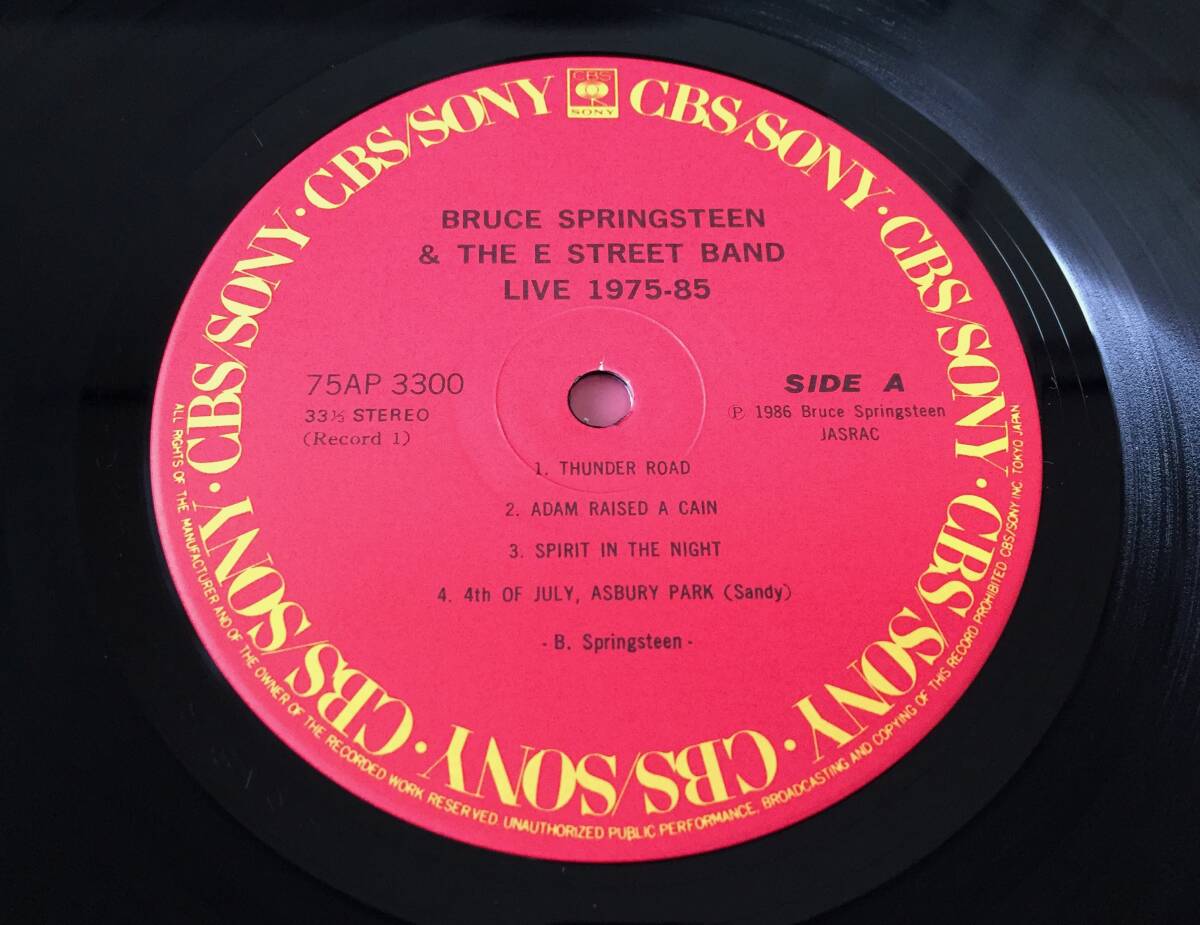 CBS
SONY
CBS/SONY · CBS/SONY · CBS/SONY · CBS/SONY · CBS/SONY · CBS/SONY · CBS/SONY · CBS/SONY
BRUCE SPRINGSTEEN
& THE E STREET BAND
LIVE 1975-85
75AP 3300
33⅓ STEREO
(Record 1)
SIDE A
℗ 1986 Bruce Springsteen
JASRAC
1. THUNDER ROAD
2. ADAM RAISED A CAIN
3. SPIRIT IN THE NIGHT
4. 4th OF JULY, ASBURY PARK (Sandy)
- B. Springsteen -
ALL RIGHTS OF THE MANUFACTURER AND OF THE OWNER OF THE RECORDED WORK RESERVED. UNAUTHORIZED PUBLIC PERFORMANCE, BROADCASTING AND COPYING OF THIS RECORD PROHIBITED CBS/SONY INC. TOKYO JAPAN